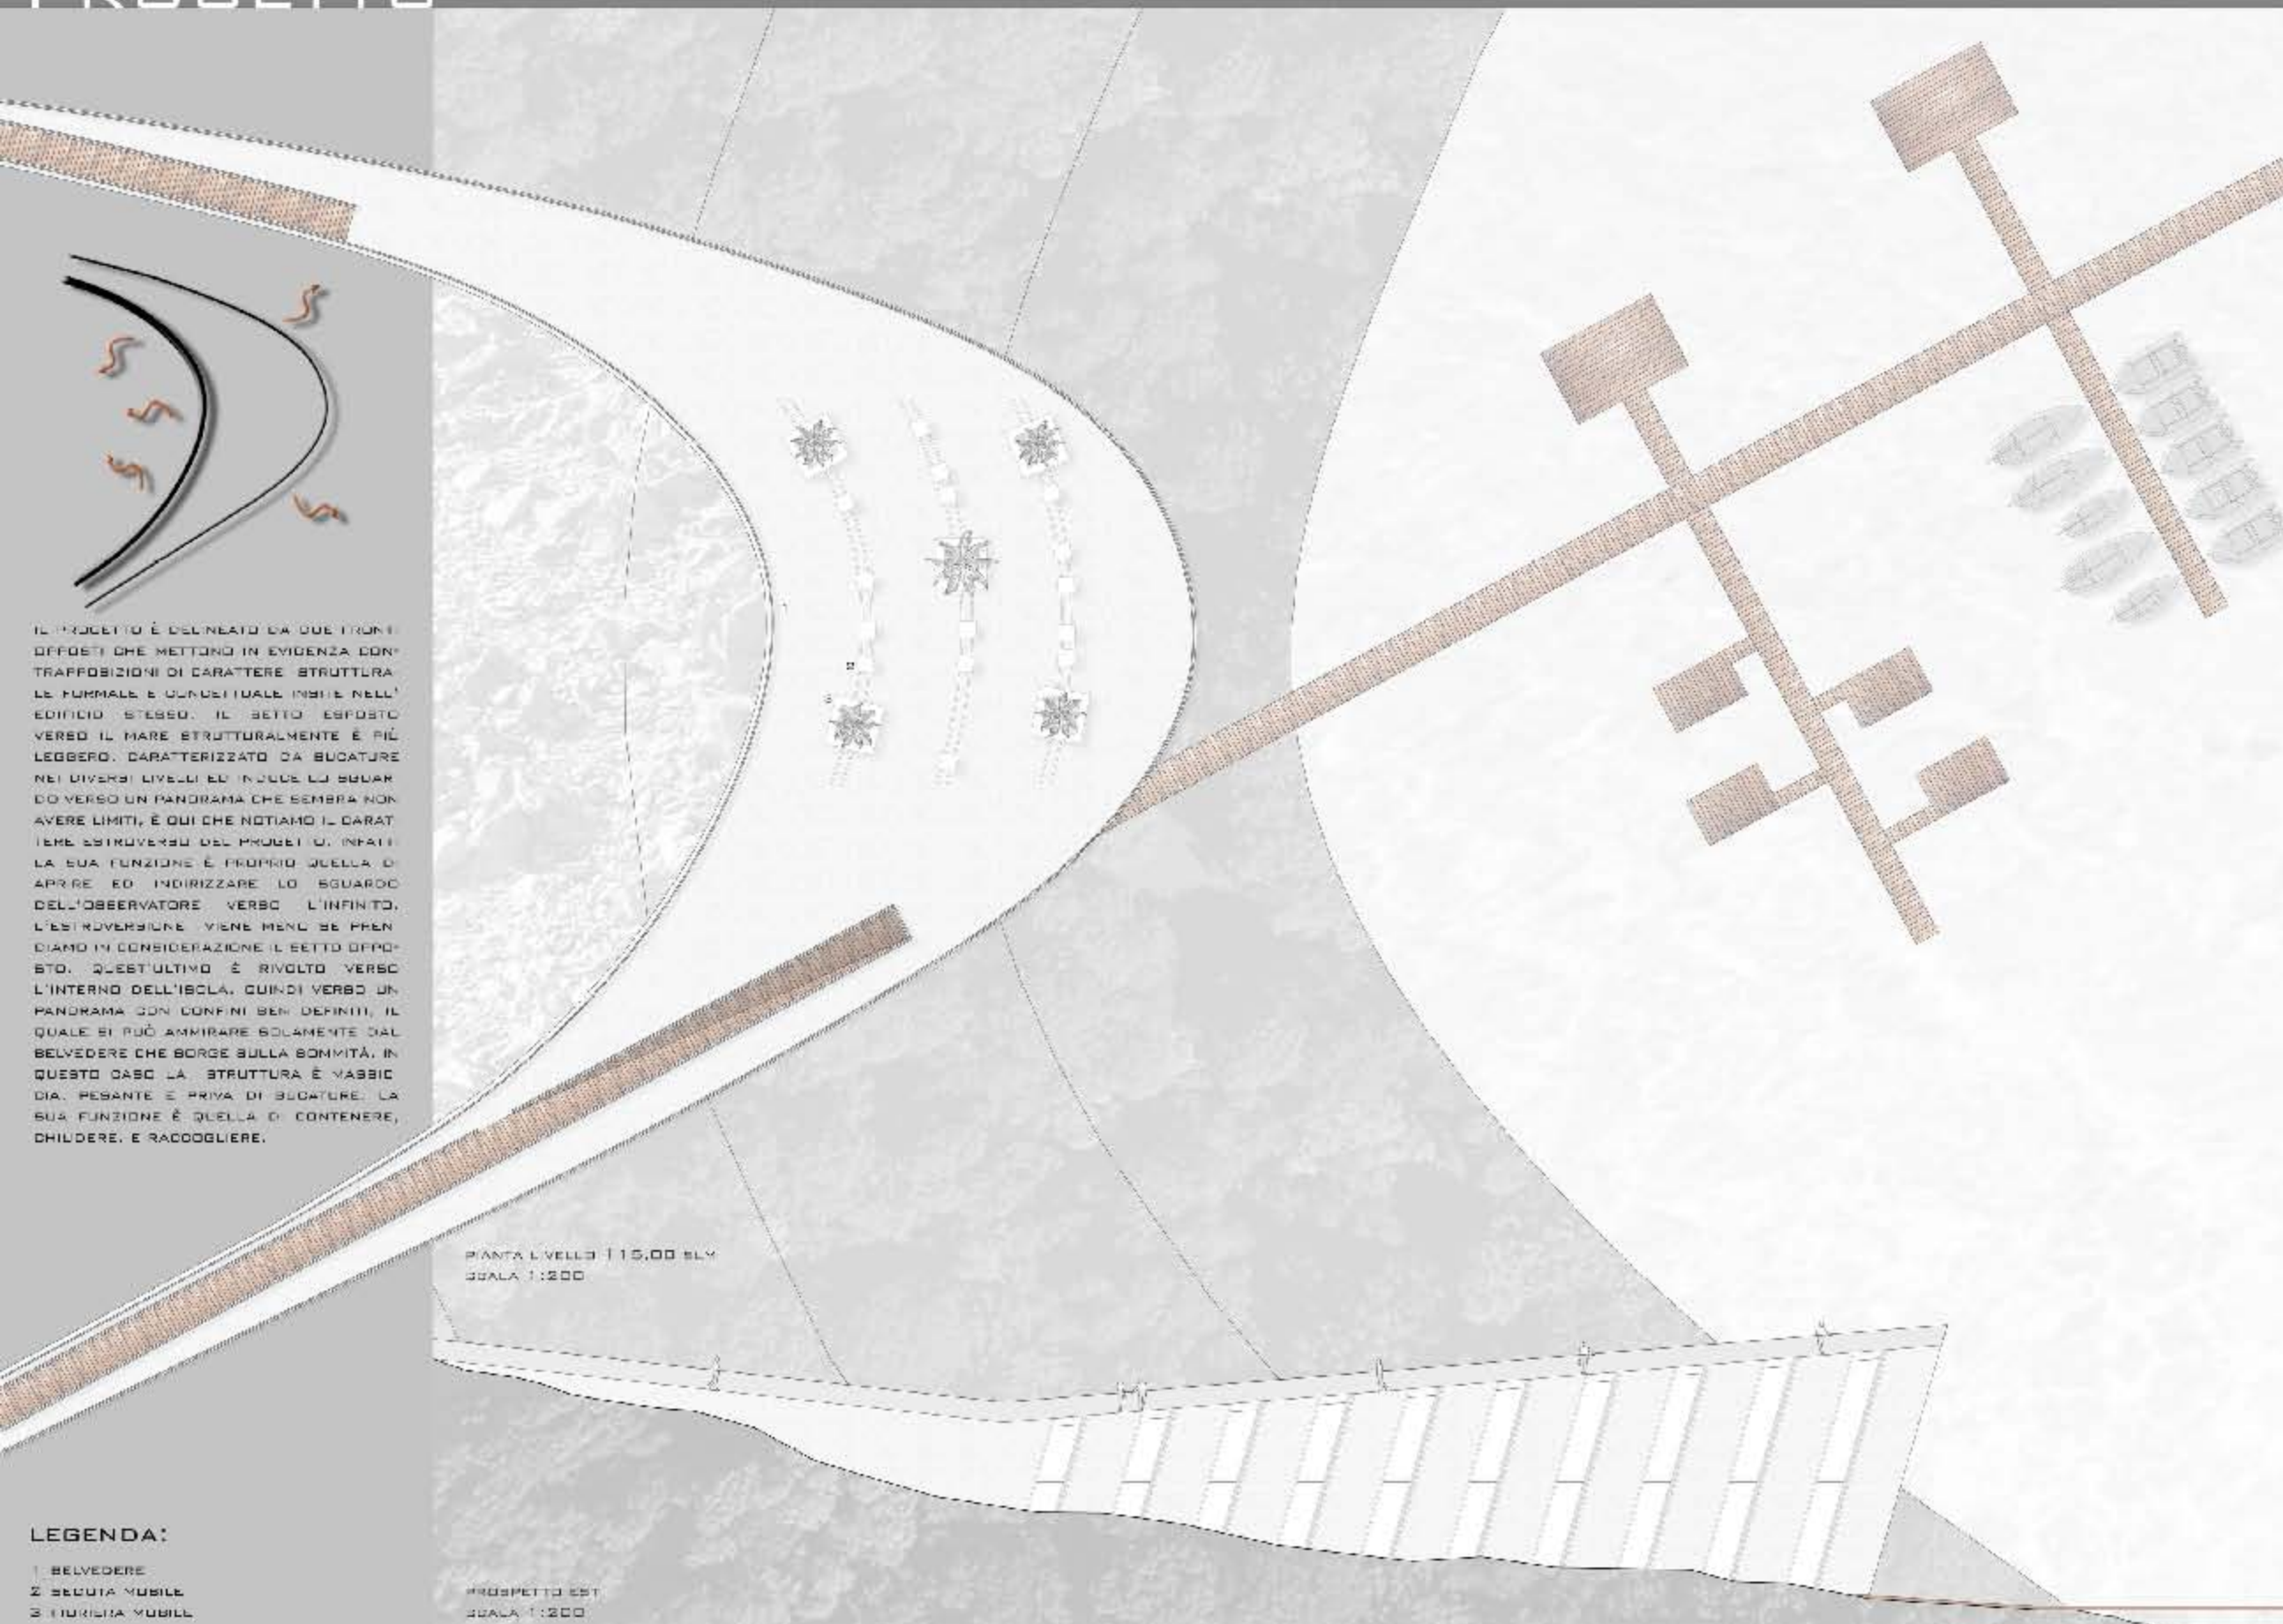 PROGETTO
IL PROGETTO È DELINEATO DA DUE FRONTI
OPPOSTI CHE METTONO IN EVIDENZA CON-
TRAPPOSIZIONI DI CARATTERE STRUTTURA
LE FORMALE E CONCETTUALE INSITE NELL'
EDIFICIO STESSO. IL SETTO ESPOSTO
VERSO IL MARE STRUTTURALMENTE È PIÙ
LEGGERO, CARATTERIZZATO DA BUCATURE
NEI DIVERSI LIVELLI ED INDUCE LO SGUAR
DO VERSO UN PANORAMA CHE SEMBRA NON
AVERE LIMITI, È QUI CHE NOTIAMO IL CARAT
TERE ESTROVERSO DEL PROGETTO, INFATTI
LA SUA FUNZIONE È PROPRIO QUELLA DI
APRIRE ED INDIRIZZARE LO SGUARDO
DELL'OSSERVATORE VERSO L'INFINITO.
L'ESTROVERSIONE VIENE MENO SE PREN
DIAMO IN CONSIDERAZIONE IL SETTO OPPO-
STO. QUEST'ULTIMO È RIVOLTO VERSO
L'INTERNO DELL'ISOLA, QUINDI VERSO UN
PANORAMA CON CONFINI BEN DEFINITI, IL
QUALE SI PUÒ AMMIRARE SOLAMENTE DAL
BELVEDERE CHE SORGE SULLA SOMMITÀ. IN
QUESTO CASO LA STRUTTURA È MASSIC
CIA, PESANTE E PRIVA DI BUCATURE: LA
SUA FUNZIONE È QUELLA DI CONTENERE,
CHIUDERE, E RACCOGLIERE.
1
2
3
PIANTA LIVELLO +15,00 SLM
SCALA 1:200
LEGENDA:
1 BELVEDERE
2 SEDUTA MOBILE
3 FIORIERA MOBILE
PROSPETTO EST
SCALA 1:200